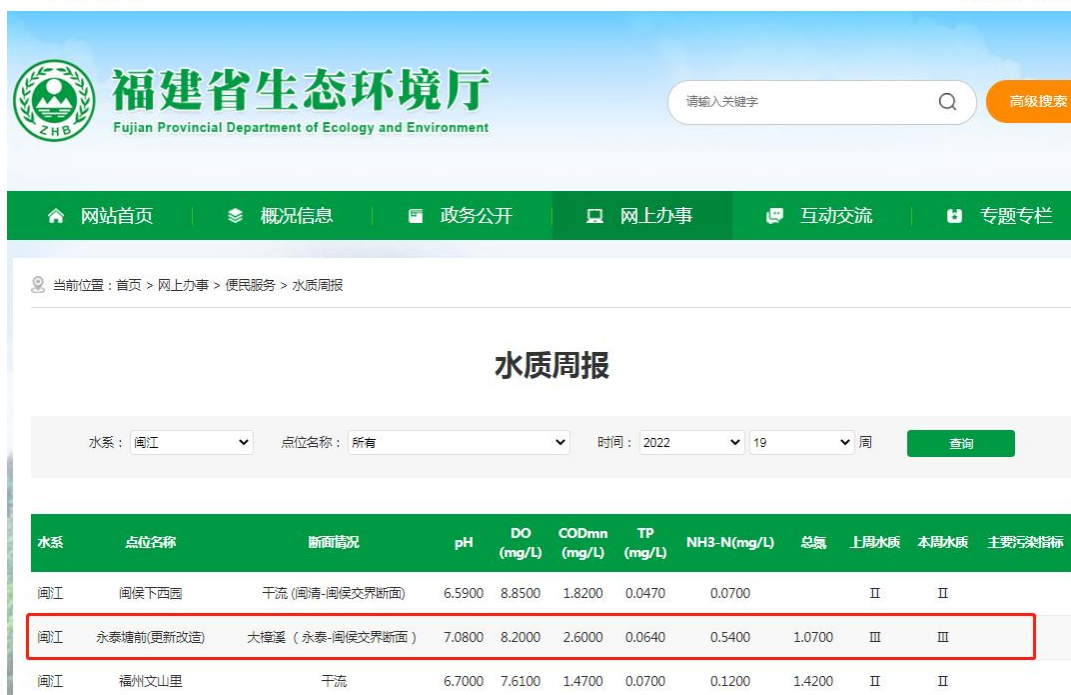 福建省生态环境厅
Fujian Provincial Department of Ecology and Environment
ZHB
请输入关键字
高级搜索
网站首页 概况信息 政务公开 网上办事 互动交流 专题专栏
当前位置：首页 > 网上办事 > 便民服务 > 水质周报
水质周报
水系： 闽江 点位名称： 所有 时间： 2022 19 周 查询
水系 点位名称 断面情况 pH DO (mg/L) CODmn (mg/L) TP (mg/L) NH3-N(mg/L) 总氮 上周水质 本周水质 主要污染指标
闽江 闽侯下西园 干流 (闽清-闽侯交界断面) 6.5900 8.8500 1.8200 0.0470 0.0700 Ⅱ Ⅱ
闽江 永泰塘前(更新改造) 大樟溪 （ 永泰-闽侯交界断面 ） 7.0800 8.2000 2.6000 0.0640 0.5400 1.0700 Ⅲ Ⅲ
闽江 福州文山里 干流 6.7000 7.6100 1.4700 0.0700 0.1200 1.4200 Ⅱ Ⅱ